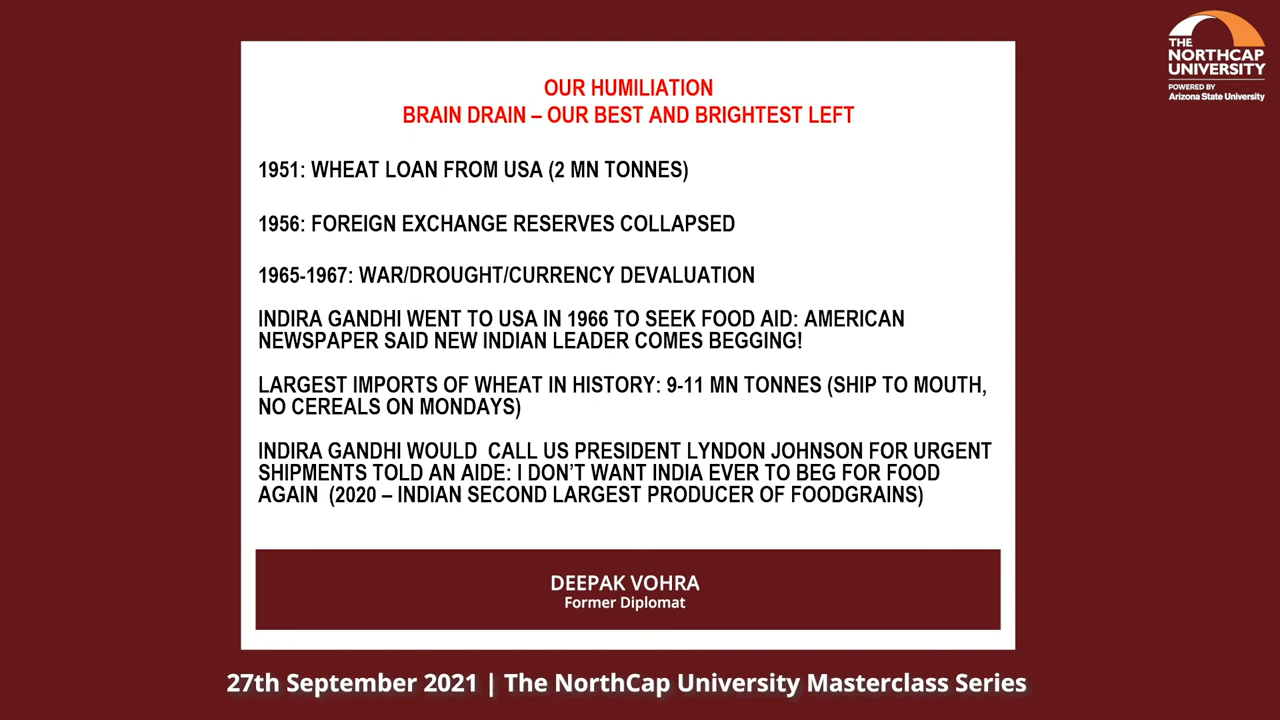 THE
NORTHCAP
UNIVERSITY
POWERED BY
Arizona State University
OUR HUMILIATION
BRAIN DRAIN – OUR BEST AND BRIGHTEST LEFT
1951: WHEAT LOAN FROM USA (2 MN TONNES)
1956: FOREIGN EXCHANGE RESERVES COLLAPSED
1965-1967: WAR/DROUGHT/CURRENCY DEVALUATION
INDIRA GANDHI WENT TO USA IN 1966 TO SEEK FOOD AID: AMERICAN
NEWSPAPER SAID NEW INDIAN LEADER COMES BEGGING!
LARGEST IMPORTS OF WHEAT IN HISTORY: 9-11 MN TONNES (SHIP TO MOUTH,
NO CEREALS ON MONDAYS)
INDIRA GANDHI WOULD  CALL US PRESIDENT LYNDON JOHNSON FOR URGENT
SHIPMENTS TOLD AN AIDE: I DON’T WANT INDIA EVER TO BEG FOR FOOD
AGAIN  (2020 – INDIAN SECOND LARGEST PRODUCER OF FOODGRAINS)
DEEPAK VOHRA
Former Diplomat
27th September 2021 | The NorthCap University Masterclass Series